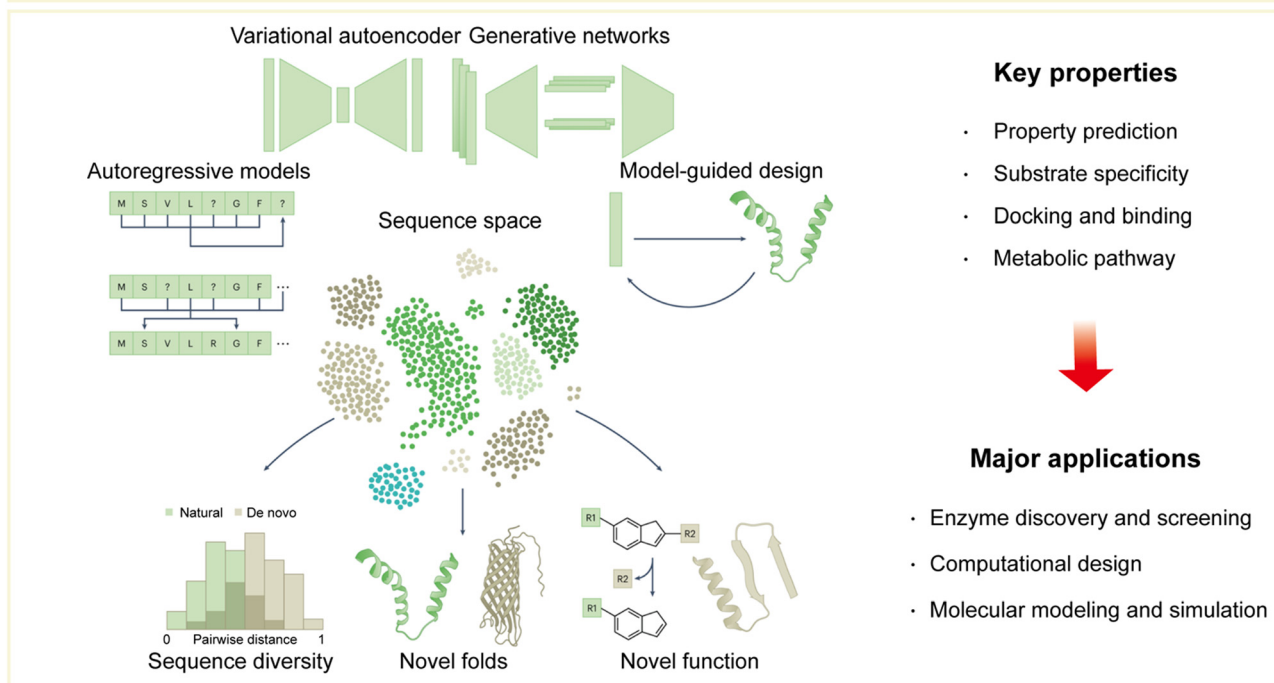 Variational autoencoder Generative networks
Autoregressive models
M S V L ? G F ?
M S ? L ? G F ...
M S V L R G F ...
Model-guided design
Sequence space
Natural De novo
0 Pairwise distance 1
Sequence diversity
Novel folds
R1 R2
R2
R1
Novel function
Key properties
· Property prediction
· Substrate specificity
· Docking and binding
· Metabolic pathway
Major applications
· Enzyme discovery and screening
· Computational design
· Molecular modeling and simulation